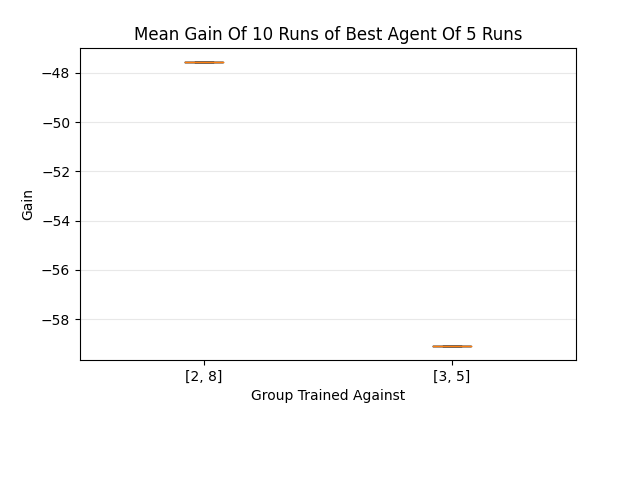 Mean Gain Of 10 Runs of Best Agent Of 5 Runs
−48
−50
−52
−54
−56
−58
Gain
[2, 8]
[3, 5]
Group Trained Against